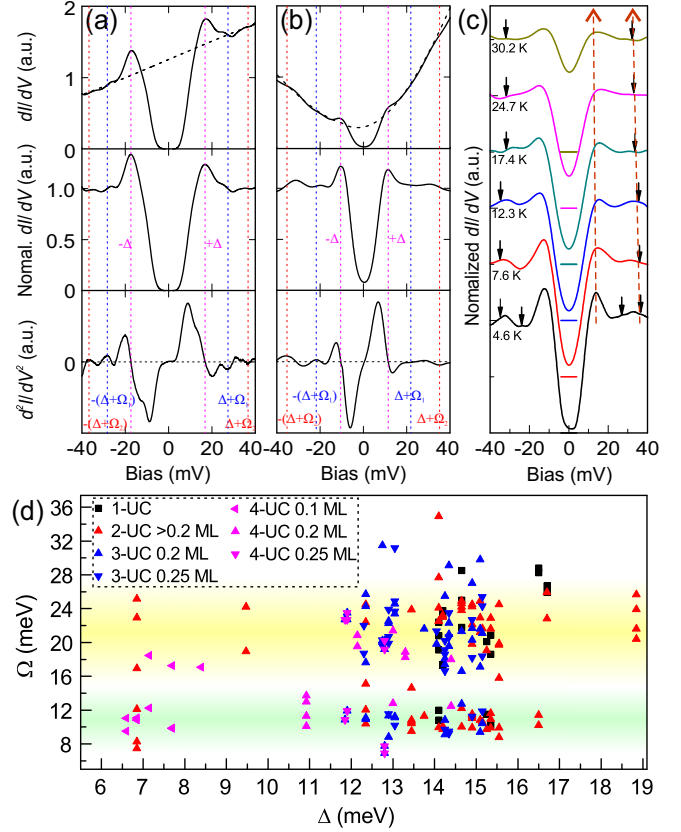 (a)
(b)
(c)
2
1
0
dI/dV (a.u.)
1.0
0.5
0
Nomal. dI/dV (a.u.)
-Δ
+Δ
-Δ
+Δ
0
d²I/dV² (a.u.)
-(Δ+Ω₁)
Δ+Ω₁
-(Δ+Ω₂)
Δ+Ω₂
-(Δ+Ω₁)
Δ+Ω₁
-(Δ+Ω₂)
Δ+Ω₂
-40 -20 0 20 40
-40 -20 0 20 40
-40 -20 0 20 40
Bias (mV)
Bias (mV)
Bias (mV)
Nomalized dI/dV (a.u.)
30.2 K
24.7 K
17.4 K
12.3 K
7.6 K
4.6 K
(d)
1-UC
2-UC >0.2 ML
3-UC 0.2 ML
3-UC 0.25 ML
4-UC 0.1 ML
4-UC 0.2 ML
4-UC 0.25 ML
36
32
28
24
20
16
12
8
Ω (meV)
6 7 8 9 10 11 12 13 14 15 16 17 18 19
Δ (meV)